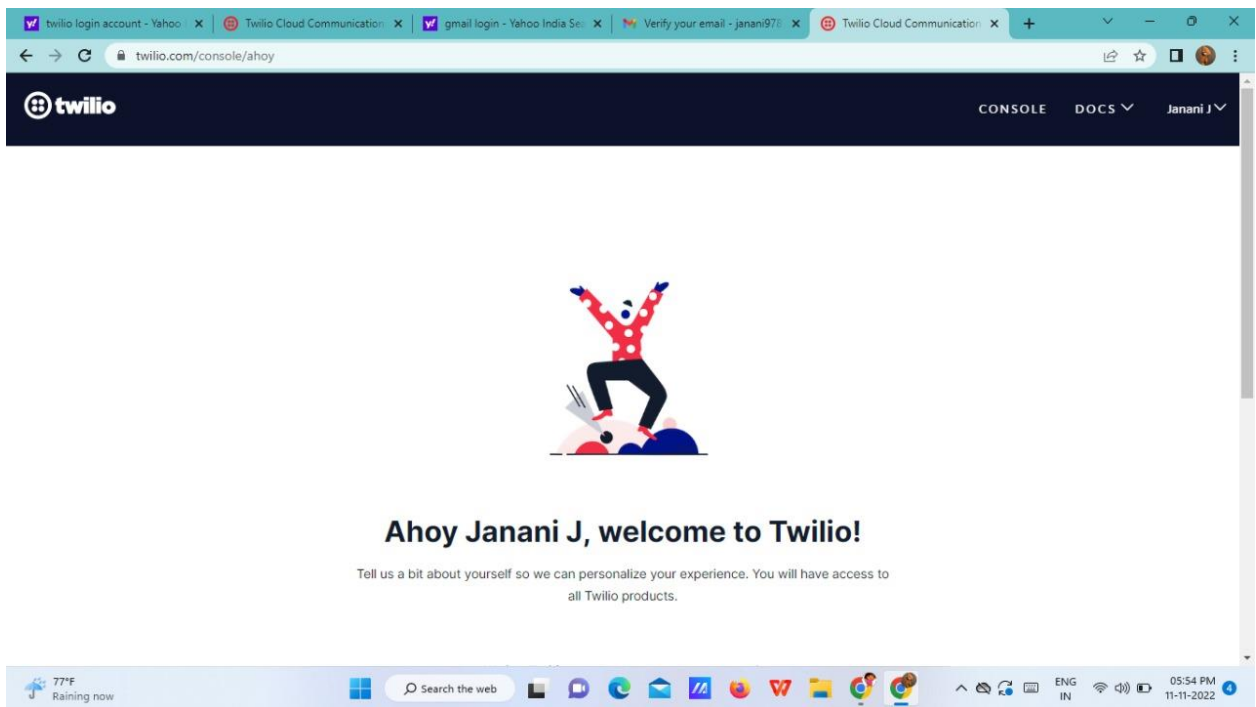 twilio login account - Yahoo
Twilio Cloud Communication
gmail login - Yahoo India Sea
Verify your email - janani978
Twilio Cloud Communication
twilio.com/console/ahoy
twilio
CONSOLE
DOCS
Janani J
Ahoy Janani J, welcome to Twilio!
Tell us a bit about yourself so we can personalize your experience. You will have access to
all Twilio products.
77°F
Raining now
Search the web
ENG
IN
05:54 PM
11-11-2022
4